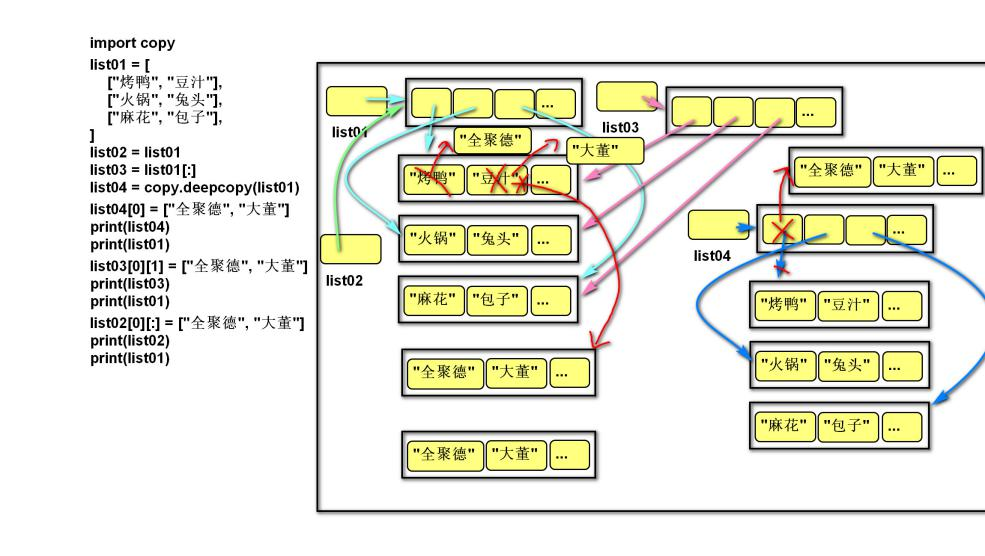 import copy
list01 = [
["烤鸭", "豆汁"],
["火锅", "兔头"],
["麻花", "包子"],
]
list02 = list01
list03 = list01[:]
list04 = copy.deepcopy(list01)
list04[0] = ["全聚德", "大董"]
print(list04)
print(list01)
list03[0][1] = ["全聚德", "大董"]
print(list03)
print(list01)
list02[0][:] = ["全聚德", "大董"]
print(list02)
print(list01)
...
list01
list03
...
"全聚德"
"大董"
"烤鸭" "豆汁" ...
"火锅" "兔头" ...
list02
"麻花" "包子" ...
"全聚德" "大董" ...
"全聚德" "大董" ...
"全聚德" "大董" ...
list04
...
"烤鸭" "豆汁" ...
"火锅" "兔头" ...
"麻花" "包子" ...